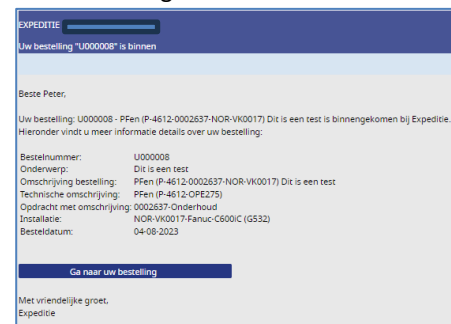 EXPEDITIE
Uw bestelling "U000008" is binnen
Beste Peter,
Uw bestelling: U000008 - PFen (P-4612-0002637-NOR-VK0017) Dit is een test is binnengekomen bij Expeditie.
Hieronder vindt u meer informatie details over uw bestelling:
Bestelnummer: U000008
Onderwerp: Dit is een test
Omschrijving bestelling: PFen (P-4612-0002637-NOR-VK0017) Dit is een test
Technische omschrijving: PFen (P-4612-OPE275)
Opdracht met omschrijving: 0002637-Onderhoud
Installatie: NOR-VK0017-Fanuc-C600iC (G532)
Besteldatum: 04-08-2023
Ga naar uw bestelling
Met vriendelijke groet,
Expeditie